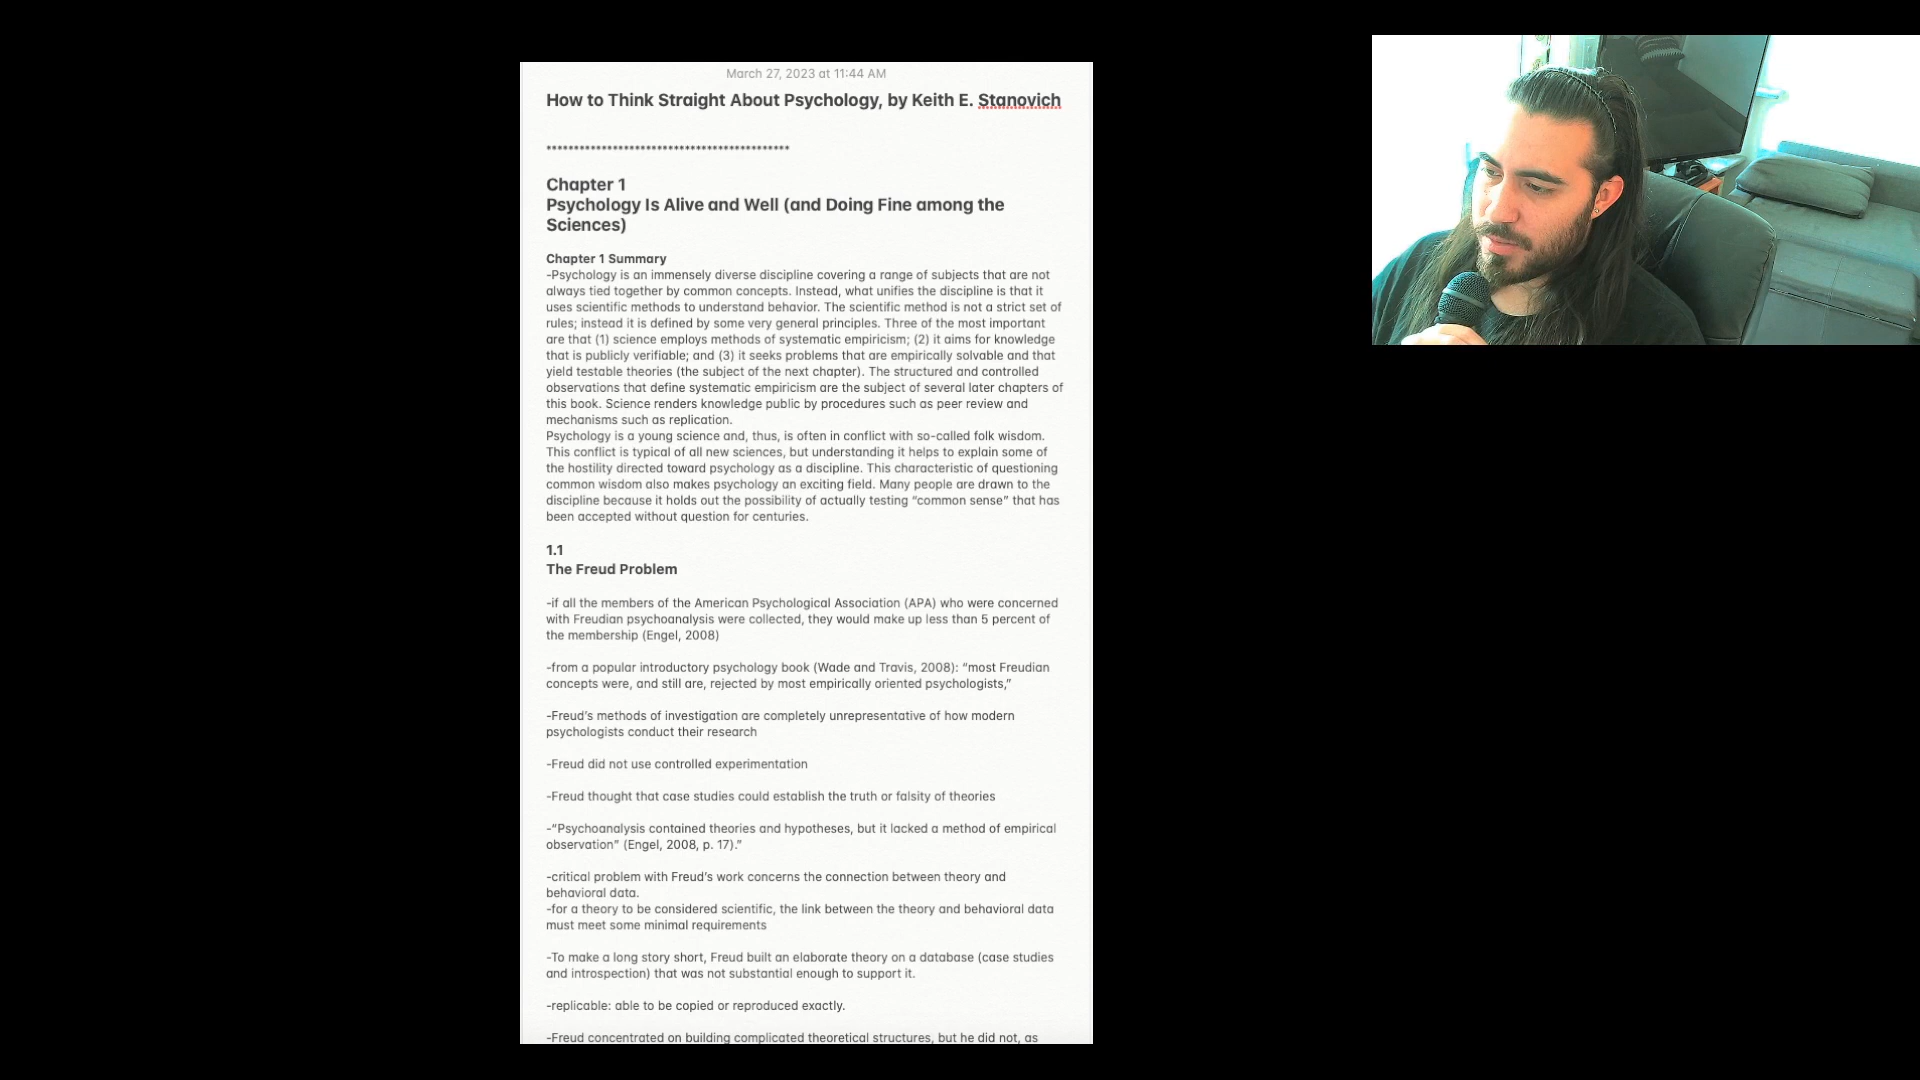 March 27, 2023 at 11:44 AM
How to Think Straight About Psychology, by Keith E. Stanovich
********************************************
Chapter 1
Psychology Is Alive and Well (and Doing Fine among the
Sciences)
Chapter 1 Summary
-Psychology is an immensely diverse discipline covering a range of subjects that are not
always tied together by common concepts. Instead, what unifies the discipline is that it
uses scientific methods to understand behavior. The scientific method is not a strict set of
rules; instead it is defined by some very general principles. Three of the most important
are that (1) science employs methods of systematic empiricism; (2) it aims for knowledge
that is publicly verifiable; and (3) it seeks problems that are empirically solvable and that
yield testable theories (the subject of the next chapter). The structured and controlled
observations that define systematic empiricism are the subject of several later chapters of
this book. Science renders knowledge public by procedures such as peer review and
mechanisms such as replication.
Psychology is a young science and, thus, is often in conflict with so-called folk wisdom.
This conflict is typical of all new sciences, but understanding it helps to explain some of
the hostility directed toward psychology as a discipline. This characteristic of questioning
common wisdom also makes psychology an exciting field. Many people are drawn to the
discipline because it holds out the possibility of actually testing “common sense” that has
been accepted without question for centuries.
1.1
The Freud Problem
-if all the members of the American Psychological Association (APA) who were concerned
with Freudian psychoanalysis were collected, they would make up less than 5 percent of
the membership (Engel, 2008)
-from a popular introductory psychology book (Wade and Travis, 2008): “most Freudian
concepts were, and still are, rejected by most empirically oriented psychologists,”
-Freud’s methods of investigation are completely unrepresentative of how modern
psychologists conduct their research
-Freud did not use controlled experimentation
-Freud thought that case studies could establish the truth or falsity of theories
-“Psychoanalysis contained theories and hypotheses, but it lacked a method of empirical
observation” (Engel, 2008, p. 17).”
-critical problem with Freud’s work concerns the connection between theory and
behavioral data.
-for a theory to be considered scientific, the link between the theory and behavioral data
must meet some minimal requirements
-To make a long story short, Freud built an elaborate theory on a database (case studies
and introspection) that was not substantial enough to support it.
-replicable: able to be copied or reproduced exactly.
-Freud concentrated on building complicated theoretical structures, but he did not, as